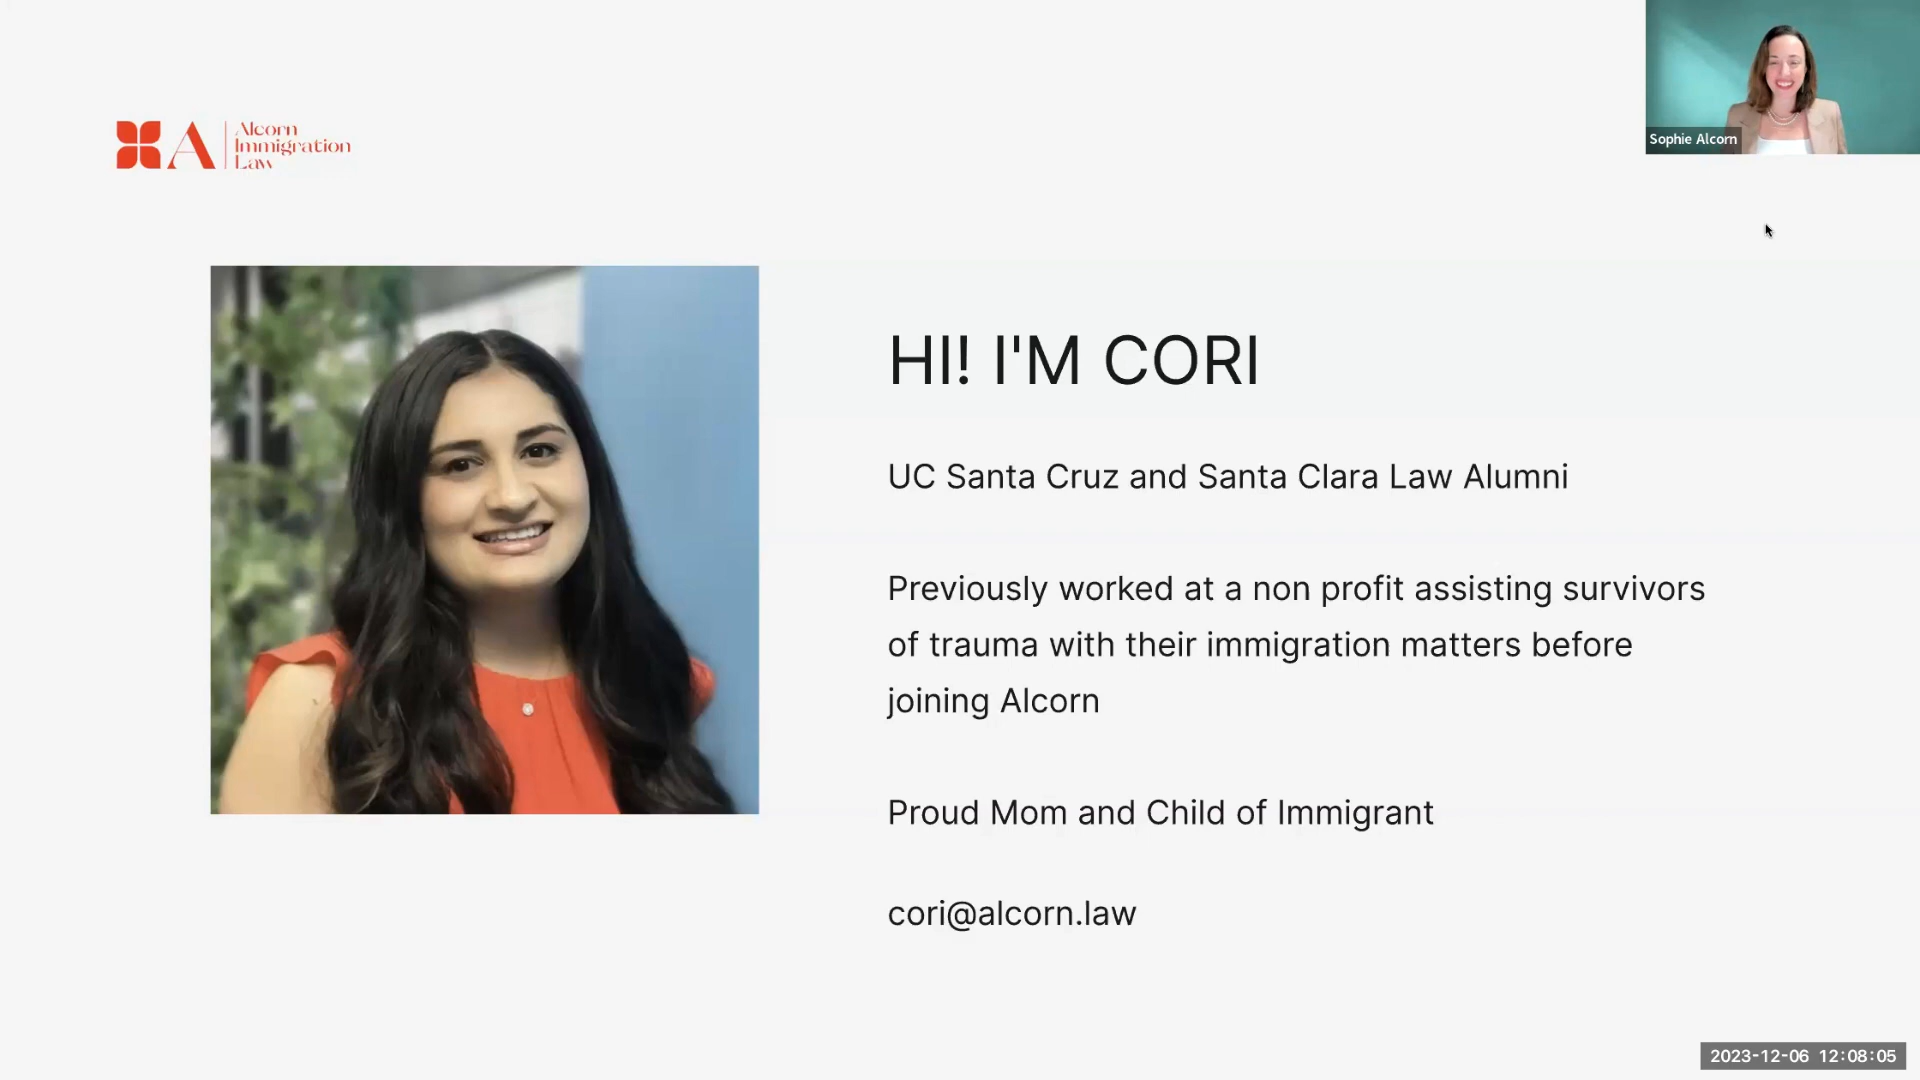 Alcorn
Immigration
Law
Sophie Alcorn
HI! I'M CORI
UC Santa Cruz and Santa Clara Law Alumni
Previously worked at a non profit assisting survivors
of trauma with their immigration matters before
joining Alcorn
Proud Mom and Child of Immigrant
cori@alcorn.law
2023-12-06 12:08:05